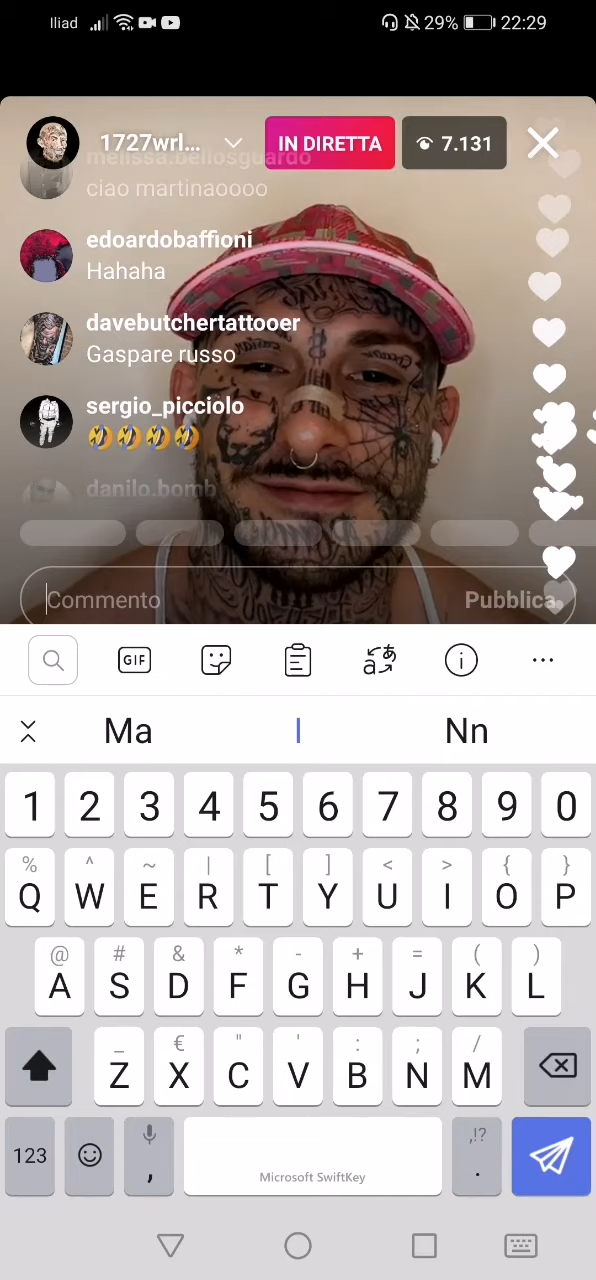 Iliad 29% 22:29
1727wrl... IN DIRETTA 7.131
melissa.bellosguardo
ciao martinaoooo
edoardobaffioni
Hahaha
davebutchertattooer
Gaspare russo
sergio_picciolo
🤣🤣🤣🤣
danilo.bomb
Commento Pubblica
GIF
Ma I Nn
1 2 3 4 5 6 7 8 9 0
% ^ ~ | [ ] < > { }
Q W E R T Y U I O P
@ # & * - + = ( )
A S D F G H J K L
_ € " ' : ; /
Z X C V B N M
123 , Microsoft SwiftKey ,!? .